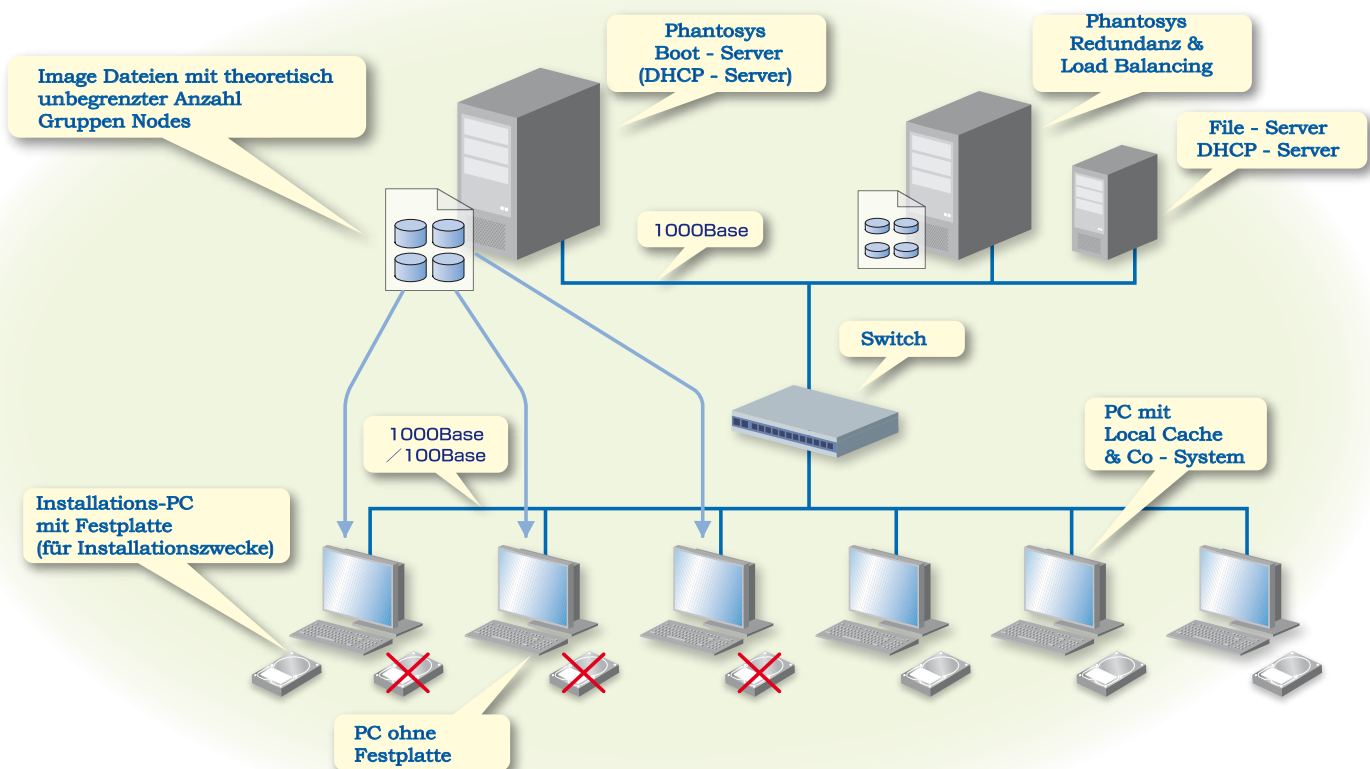 Phantosys
Boot - Server
(DHCP - Server)
Phantosys
Redundanz &
Load Balancing
Image Dateien mit theoretisch
unbegrenzter Anzahl
Gruppen Nodes
File - Server
DHCP - Server
1000Base
Switch
1000Base
／100Base
PC mit
Local Cache
& Co - System
Installations-PC
mit Festplatte
(für Installationszwecke)
PC ohne
Festplatte